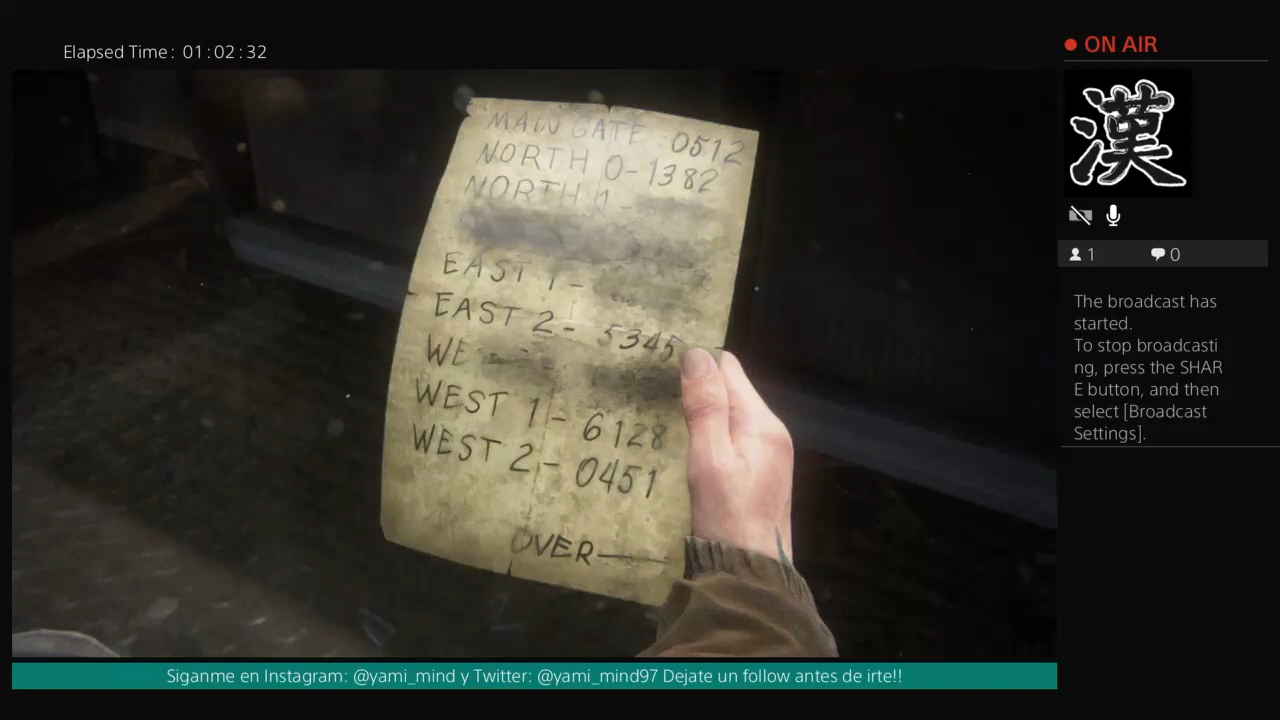 Elapsed Time: 01:02:32
ON AIR
漢
MAIN GATE 0512
NORTH 0-1382
NORTH 1-
EAST 1-
EAST 2- 5345
WE
WEST 1- 6128
WEST 2- 0451
OVER
1
0
The broadcast has
started.
To stop broadcasti
ng, press the SHAR
E button, and then
select [Broadcast
Settings].
Siganme en Instagram: @yami_mind y Twitter: @yami_mind97 Dejate un follow antes de irte!!